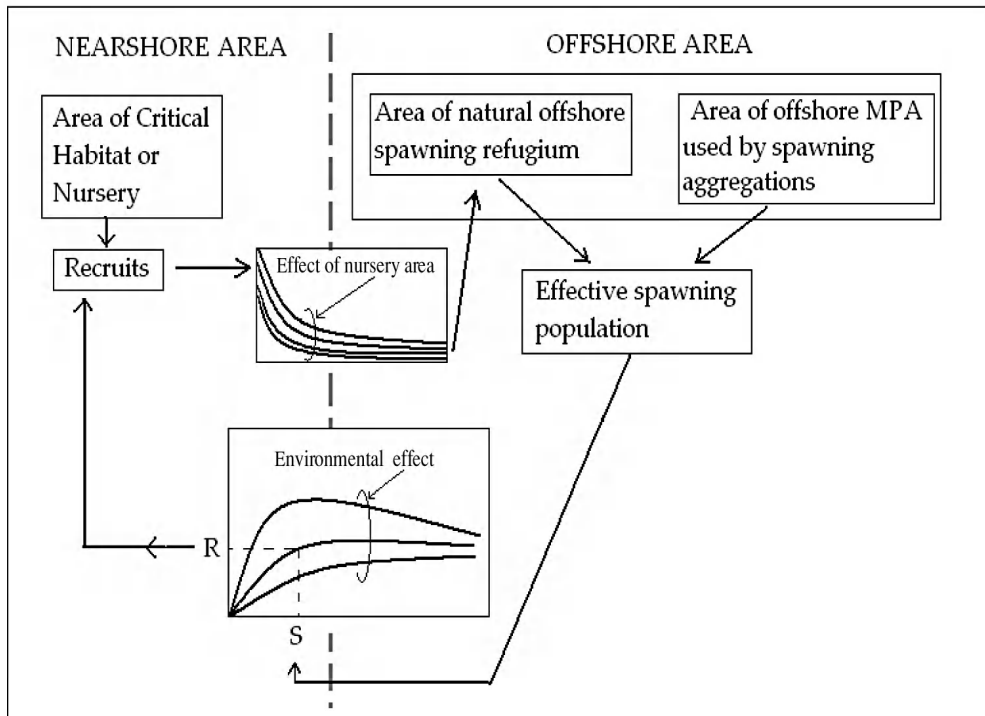 NEARSHORE AREA
OFFSHORE AREA
Area of Critical
Habitat or
Nursery
Area of natural offshore
spawning refugium
Area of offshore MPA
used by spawning
aggregations
Recruits
Effect of nursery area
Effective spawning
population
Environmental effect
R
S